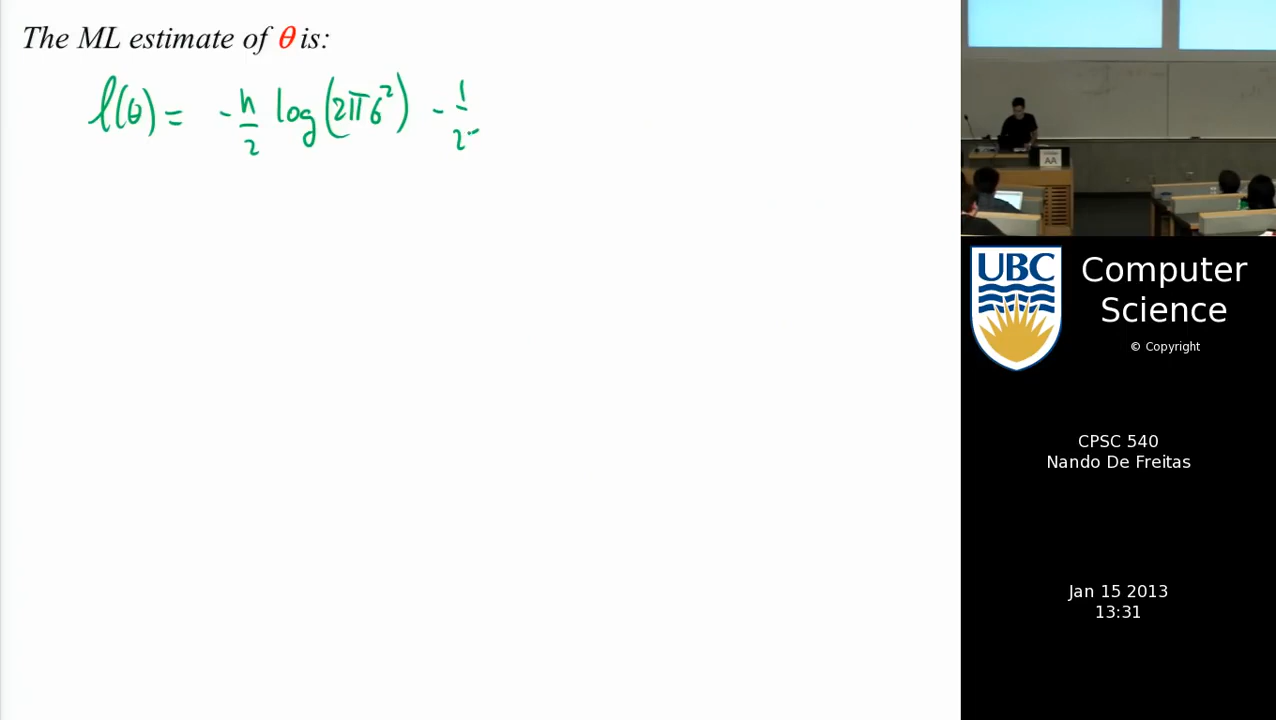 The ML estimate of θ is:
l(θ) = - n/2 log(2πσ²) - 1/2
AA
UBC
Computer
Science
© Copyright
CPSC 540
Nando De Freitas
Jan 15 2013
13:31